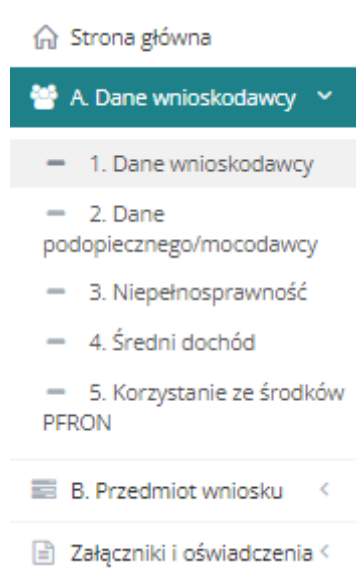 Strona główna
A. Dane wnioskodawcy
1. Dane wnioskodawcy
2. Dane
podopiecznego/mocodawcy
3. Niepełnosprawność
4. Średni dochód
5. Korzystanie ze środków
PFRON
B. Przedmiot wniosku
Załączniki i oświadczenia